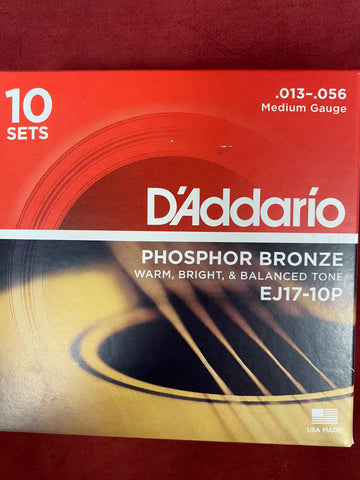 10
SETS
.013–.056
Medium Gauge
D'Addario
PHOSPHOR BRONZE
WARM, BRIGHT, & BALANCED TONE
EJ17-10P
USA MADE